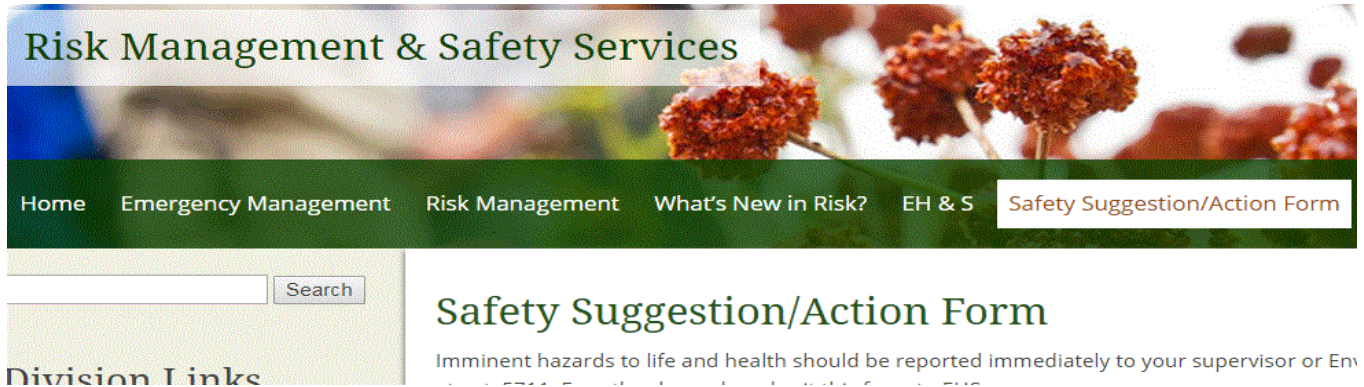 Risk Management & Safety Services
Home Emergency Management Risk Management What's New in Risk? EH & S Safety Suggestion/Action Form
Search
Safety Suggestion/Action Form
Imminent hazards to life and health should be reported immediately to your supervisor or
Division Links